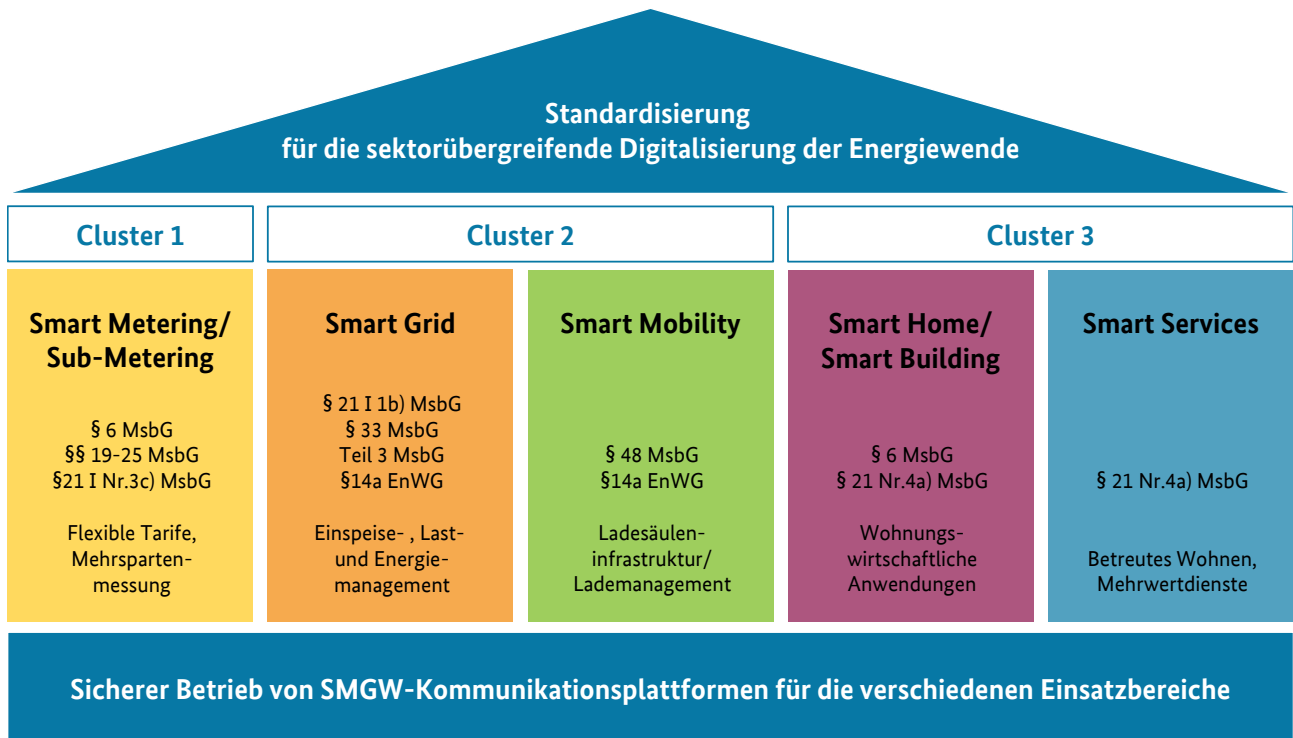 Standardisierung
für die sektorübergreifende Digitalisierung der Energiewende
Cluster 1
Cluster 2
Cluster 3
Smart Metering/
Sub-Metering
§ 6 MsbG
§§ 19-25 MsbG
§21 I Nr.3c) MsbG
Flexible Tarife,
Mehrsparten-
messung
Smart Grid
§ 21 I 1b) MsbG
§ 33 MsbG
Teil 3 MsbG
§14a EnWG
Einspeise- , Last-
und Energie-
management
Smart Mobility
§ 48 MsbG
§14a EnWG
Ladesäulen-
infrastruktur/
Lademanagement
Smart Home/
Smart Building
§ 6 MsbG
§ 21 Nr.4a) MsbG
Wohnungs-
wirtschaftliche
Anwendungen
Smart Services
§ 21 Nr.4a) MsbG
Betreutes Wohnen,
Mehrwertdienste
Sicherer Betrieb von SMGW-Kommunikationsplattformen für die verschiedenen Einsatzbereiche